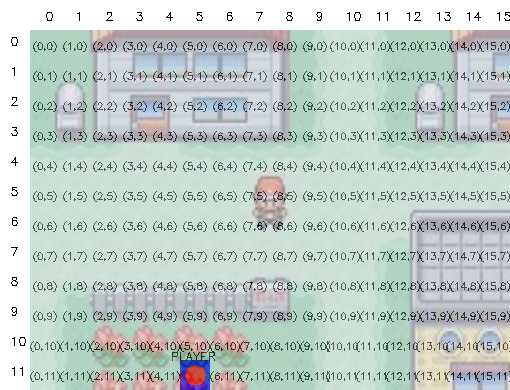 0 1 2 3 4 5 6 7 8 9 10 11 12 13 14 15
0 (0,0) (1,0) (2,0) (3,0) (4,0) (5,0) (6,0) (7,0) (8,0) (9,0) (10,0) (11,0) (12,0) (13,0) (14,0) (15,0)
1 (0,1) (1,1) (2,1) (3,1) (4,1) (5,1) (6,1) (7,1) (8,1) (9,1) (10,1) (11,1) (12,1) (13,1) (14,1) (15,1)
2 (0,2) (1,2) (2,2) (3,2) (4,2) (5,2) (6,2) (7,2) (8,2) (9,2) (10,2) (11,2) (12,2) (13,2) (14,2) (15,2)
3 (0,3) (1,3) (2,3) (3,3) (4,3) (5,3) (6,3) (7,3) (8,3) (9,3) (10,3) (11,3) (12,3) (13,3) (14,3) (15,3)
4 (0,4) (1,4) (2,4) (3,4) (4,4) (5,4) (6,4) (7,4) (8,4) (9,4) (10,4) (11,4) (12,4) (13,4) (14,4) (15,4)
5 (0,5) (1,5) (2,5) (3,5) (4,5) (5,5) (6,5) (7,5) (8,5) (9,5) (10,5) (11,5) (12,5) (13,5) (14,5) (15,5)
6 (0,6) (1,6) (2,6) (3,6) (4,6) (5,6) (6,6) (7,6) (8,6) (9,6) (10,6) (11,6) (12,6) (13,6) (14,6) (15,6)
7 (0,7) (1,7) (2,7) (3,7) (4,7) (5,7) (6,7) (7,7) (8,7) (9,7) (10,7) (11,7) (12,7) (13,7) (14,7) (15,7)
8 (0,8) (1,8) (2,8) (3,8) (4,8) (5,8) (6,8) (7,8) (8,8) (9,8) (10,8) (11,8) (12,8) (13,8) (14,8) (15,8)
9 (0,9) (1,9) (2,9) (3,9) (4,9) (5,9) (6,9) (7,9) (8,9) (9,9) (10,9) (11,9) (12,9) (13,9) (14,9) (15,9)
10 (0,10) (1,10) (2,10) (3,10) (4,10) (5,10) (6,10) (7,10) (8,10) (9,10) (10,10) (11,10) (12,10) (13,10) (14,10) (15,10)
PLAYER
11 (0,11) (1,11) (2,11) (3,11) (4,11) (6,11) (7,11) (8,11) (9,11) (10,11) (11,11) (12,11) (13,11) (14,11) (15,11)